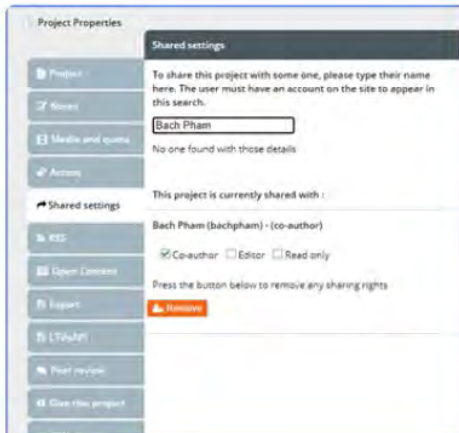 Project Properties
Shared settings
Project
Notes
Media and quota
Access
Shared settings
RSS
Open Content
Export
LTI/xAPI
Peer review
Give this project
To share this project with some one, please type their name
here. The user must have an account on the site to appear in
this search.
Bach Pham
No one found with those details
This project is currently shared with :
Bach Pham (bachpham) - (co-author)
Co-author Editor Read only
Press the button below to remove any sharing rights
Remove